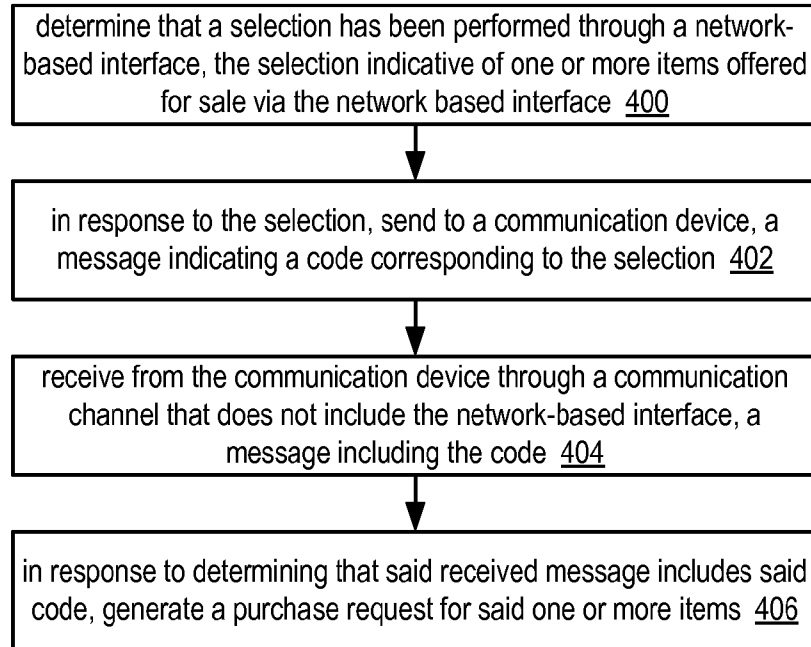 determine that a selection has been performed through a network-
based interface, the selection indicative of one or more items offered
for sale via the network based interface 400
in response to the selection, send to a communication device, a
message indicating a code corresponding to the selection 402
receive from the communication device through a communication
channel that does not include the network-based interface, a
message including the code 404
in response to determining that said received message includes said
code, generate a purchase request for said one or more items 406